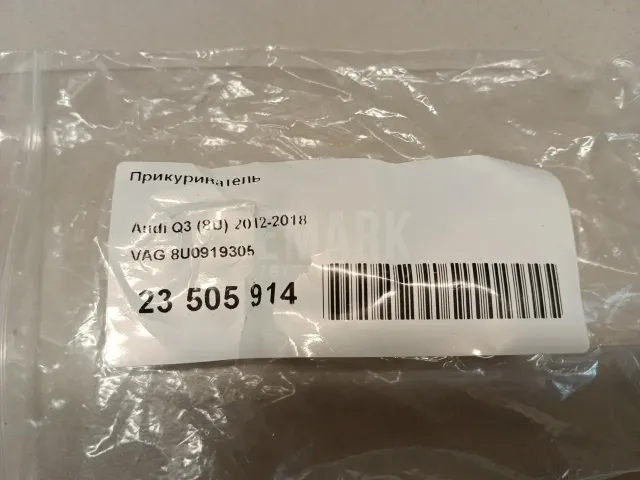 Прикуриватель
Audi Q3 (8U) 2012-2018
VAG 8U0919305
23 505 914